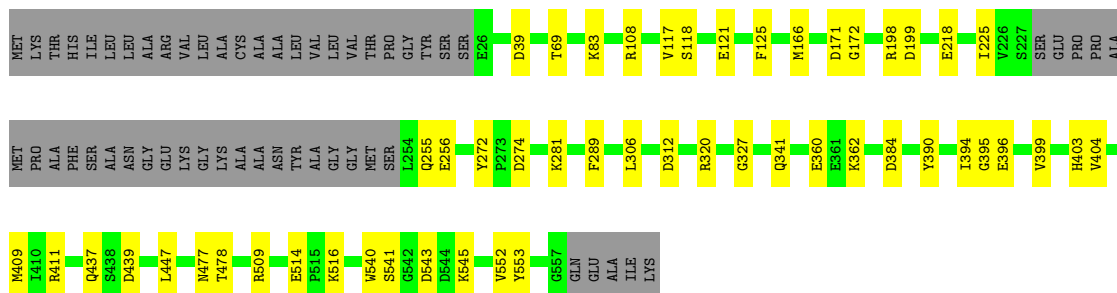 MET LYS THR HIS ILE LEU LEU ALA ARG VAL LEU ALA CYS ALA ALA LEU VAL LEU VAL THR PRO GLY TYR SER SER E26 D39 T69 K83 R108 V117 S118 E121 F125 M166 D171 G172 R198 D199 E218 I225 V226 S227 SER GLU PRO PRO ALA
MET PRO ALA PHE SER ALA ASN GLY GLU LYS GLY LYS ALA ALA ASN TYR ALA GLY GLY MET SER L254 Q255 E256 Y272 P273 D274 K281 F289 L306 D312 R320 G327 Q341 E360 E361 K362 D384 Y390 I394 G395 E396 V399 H403 V404
M409 I410 R411 Q437 S438 D439 L447 N477 T478 R509 E514 P515 K516 W540 S541 G542 D543 D544 K545 V552 Y553 G557 GLN GLU ALA ILE LYS